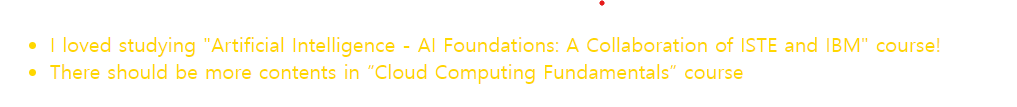 • I loved studying "Artificial Intelligence - AI Foundations: A Collaboration of ISTE and IBM" course!
• There should be more contents in “Cloud Computing Fundamentals” course